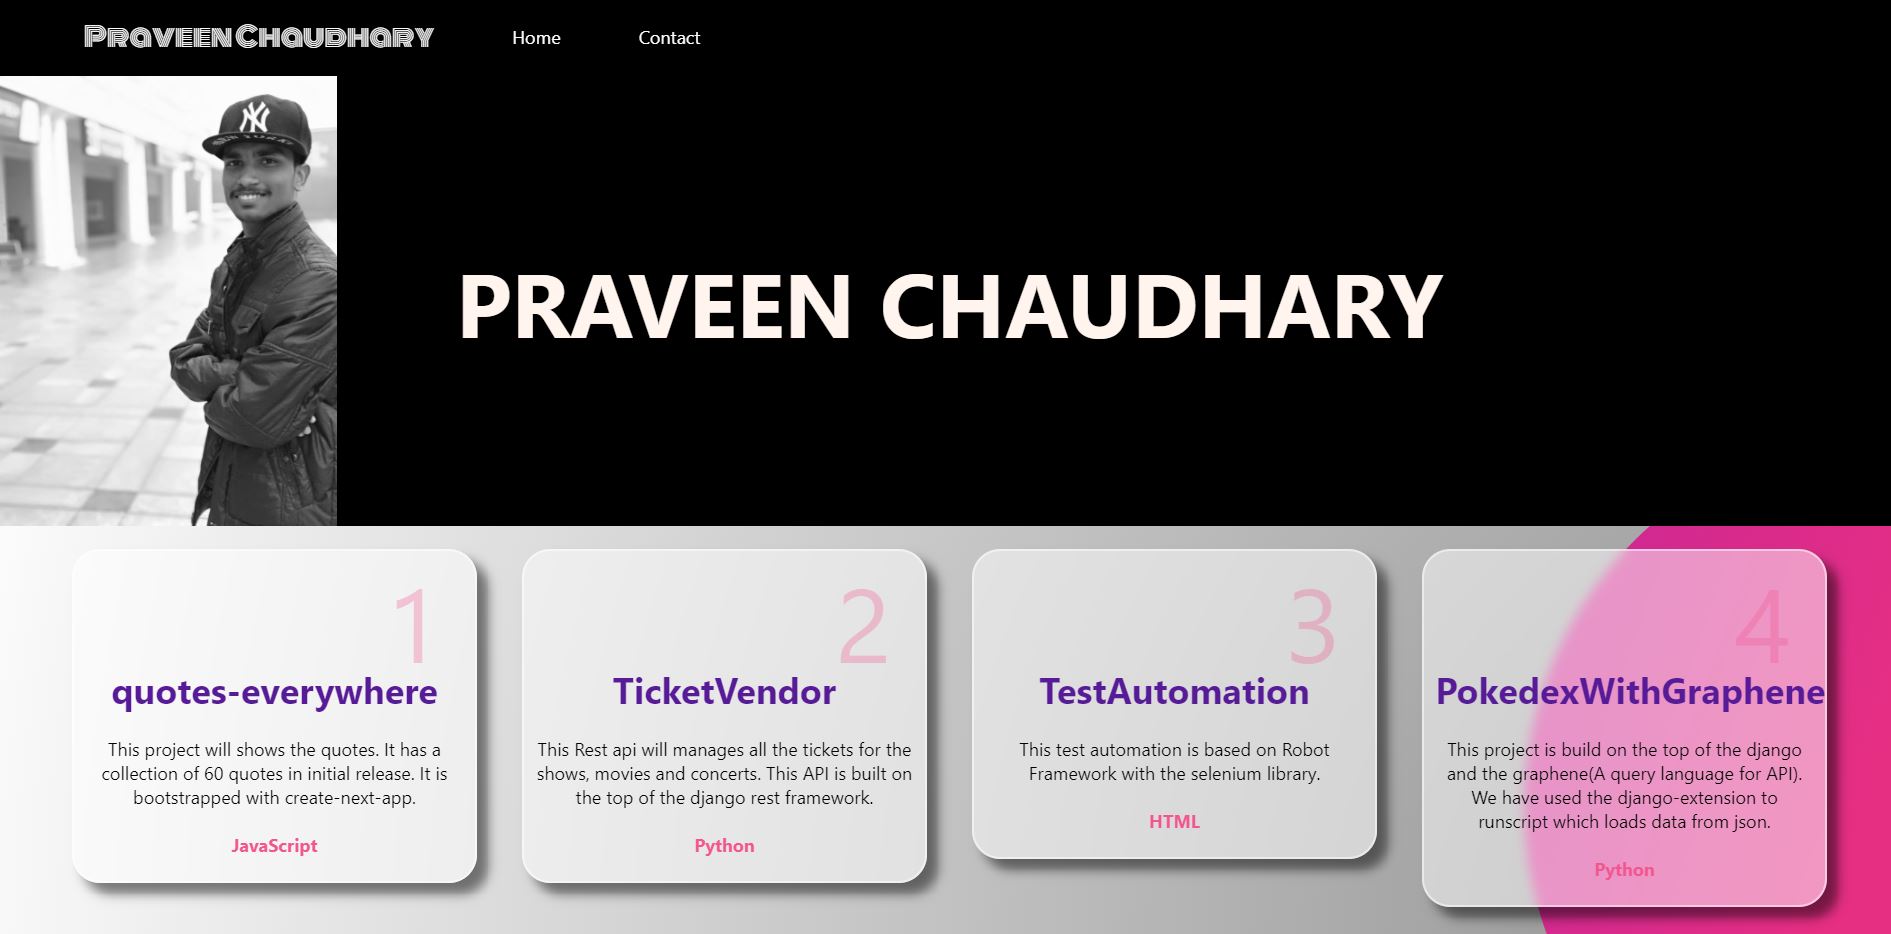 Praveen Chaudhary
Home
Contact
NY
PRAVEEN CHAUDHARY
1
quotes-everywhere
This project will shows the quotes. It has a
collection of 60 quotes in initial release. It is
bootstrapped with create-next-app.
JavaScript
2
TicketVendor
This Rest api will manages all the tickets for the
shows, movies and concerts. This API is built on
the top of the django rest framework.
Python
3
TestAutomation
This test automation is based on Robot
Framework with the selenium library.
HTML
4
PokedexWithGraphene
This project is build on the top of the django
and the graphene(A query language for API).
We have used the django-extension to
runscript which loads data from json.
Python